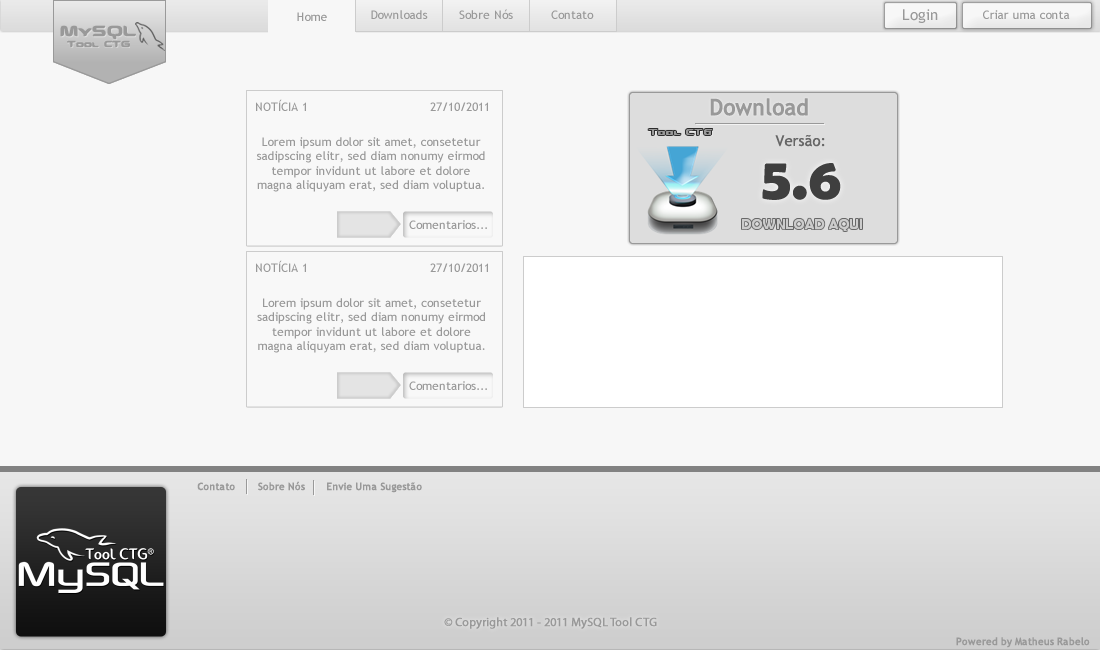 MySQL
Tool CTG
Home
Downloads
Sobre Nós
Contato
Login
Criar uma conta
NOTÍCIA 1 27/10/2011
Lorem ipsum dolor sit amet, consetetur
sadipscing elitr, sed diam nonumy eirmod
tempor invidunt ut labore et dolore
magna aliquyam erat, sed diam voluptua.
Comentarios...
NOTÍCIA 1 27/10/2011
Lorem ipsum dolor sit amet, consetetur
sadipscing elitr, sed diam nonumy eirmod
tempor invidunt ut labore et dolore
magna aliquyam erat, sed diam voluptua.
Comentarios...
Download
Tool CTG
Versão:
5.6
DOWNLOAD AQUI
Contato
Sobre Nós
Envie Uma Sugestão
Tool CTG®
MySQL
© Copyright 2011 - 2011 MySQL Tool CTG
Powered by Matheus Rabelo